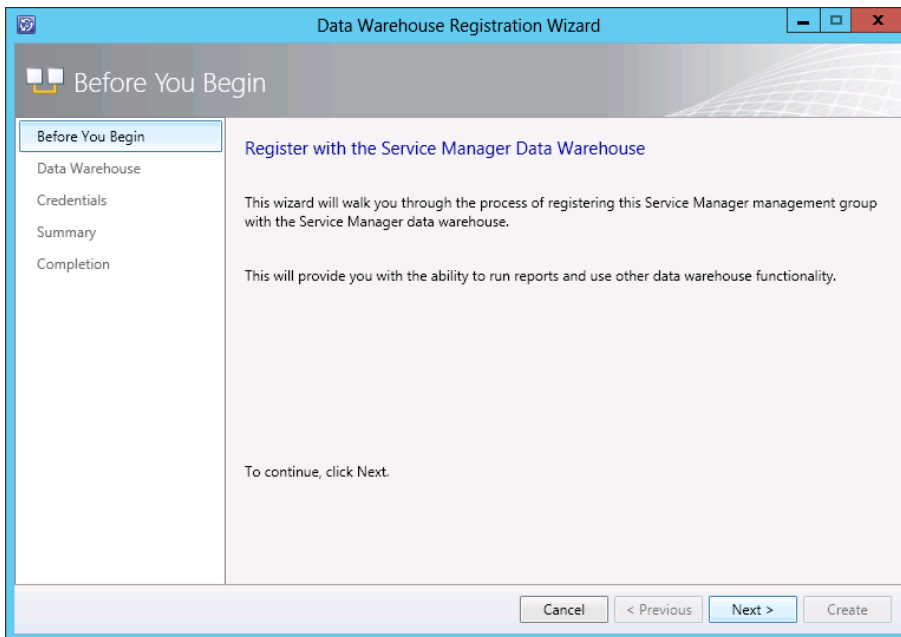 Data Warehouse Registration Wizard
Before You Begin
Before You Begin
Data Warehouse
Credentials
Summary
Completion
Register with the Service Manager Data Warehouse
This wizard will walk you through the process of registering this Service Manager management group
with the Service Manager data warehouse.
This will provide you with the ability to run reports and use other data warehouse functionality.
To continue, click Next.
Cancel
< Previous
Next >
Create